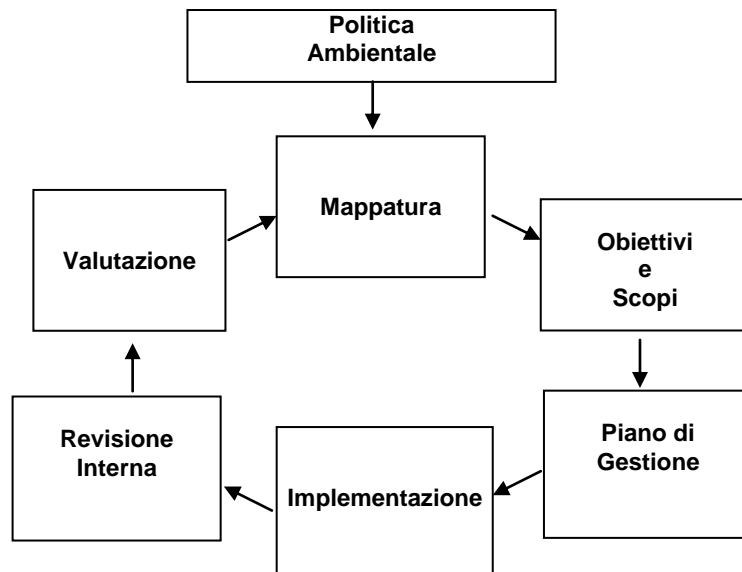 Politica
Ambientale
Mappatura
Obiettivi
e
Scopi
Piano di
Gestione
Implementazione
Revisione
Interna
Valutazione